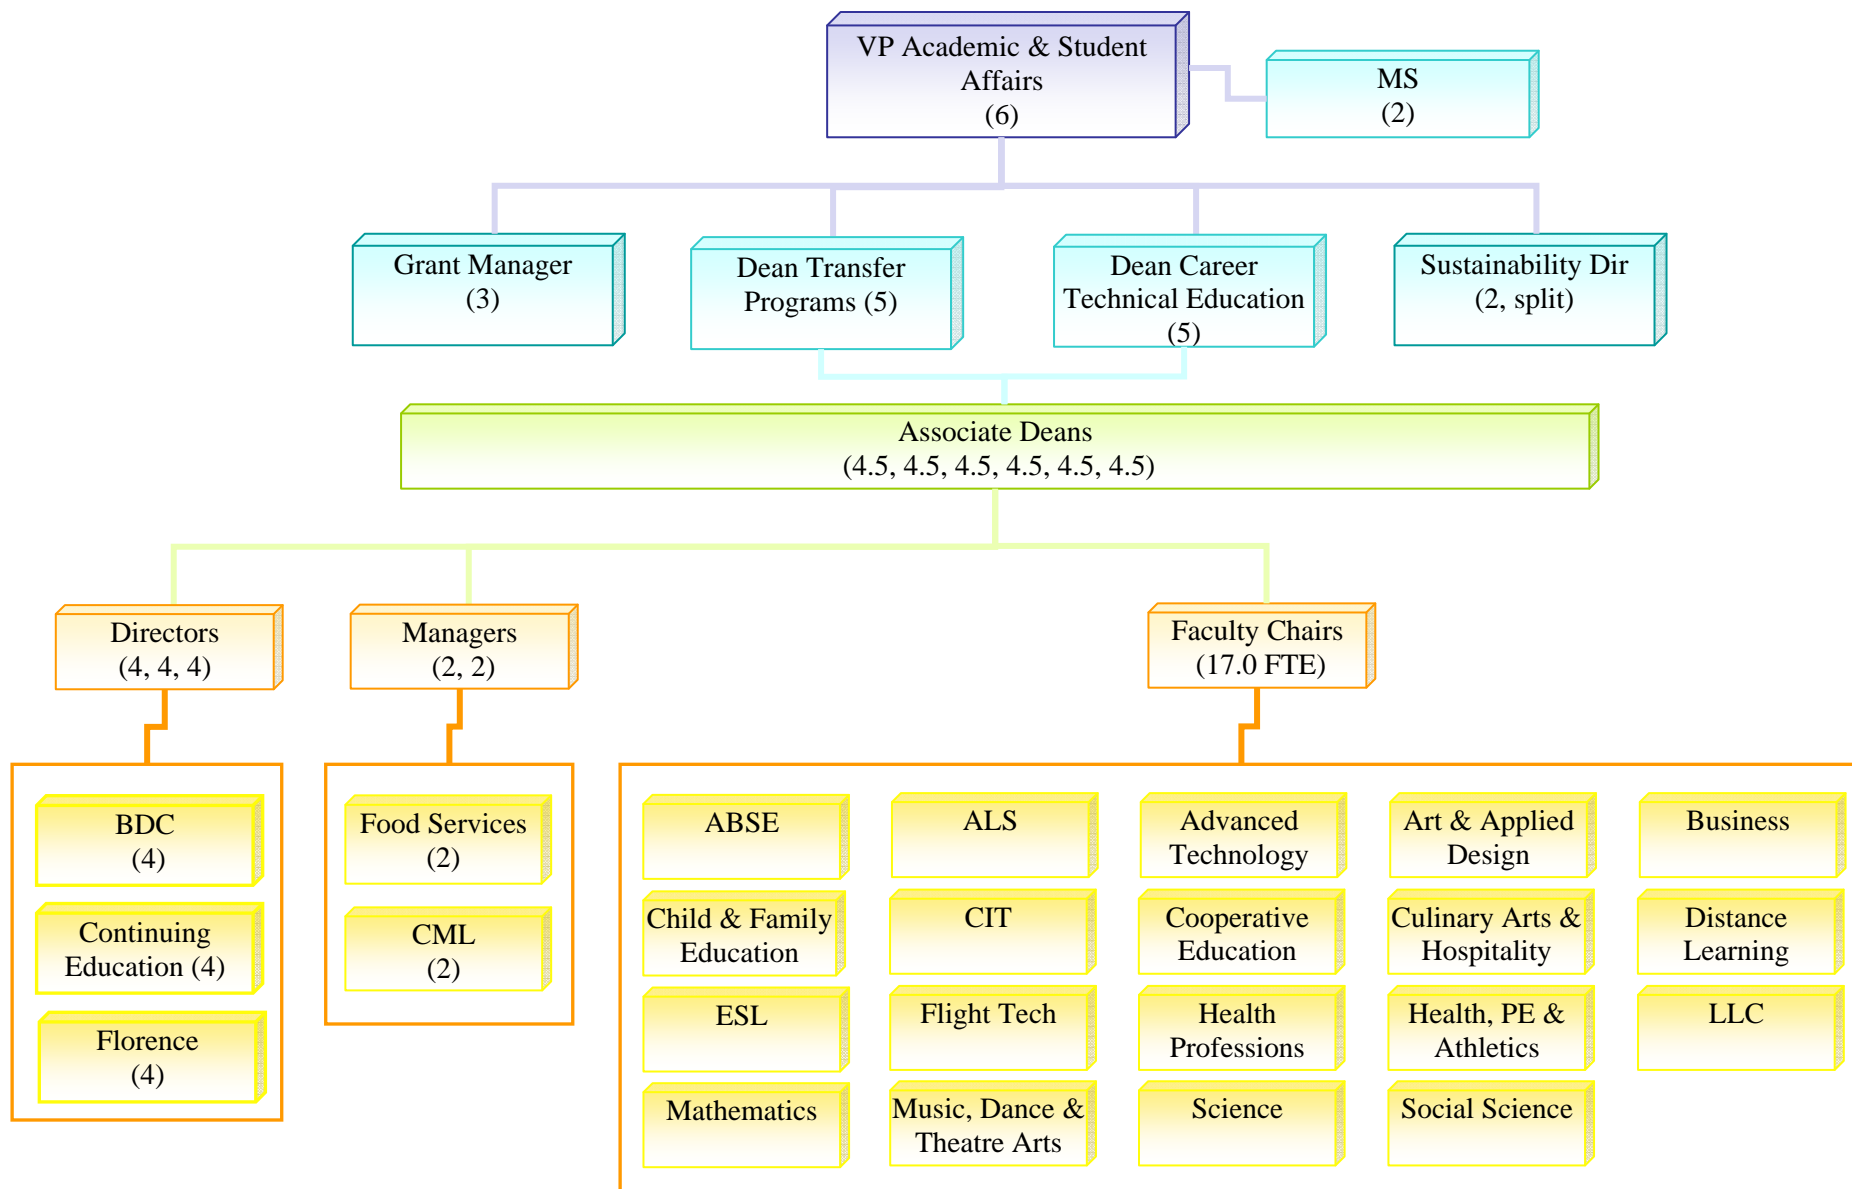 VP Academic & Student
Affairs
(6)
MS
(2)
Grant Manager
(3)
Dean Transfer
Programs (5)
Dean Career
Technical Education
(5)
Sustainability Dir
(2, split)
Associate Deans
(4.5, 4.5, 4.5, 4.5, 4.5, 4.5)
Directors
(4, 4, 4)
Managers
(2, 2)
Faculty Chairs
(17.0 FTE)
BDC
(4)
Continuing
Education (4)
Florence
(4)
Food Services
(2)
CML
(2)
ABSE
ALS
Advanced
Technology
Art & Applied
Design
Business
Child & Family
Education
CIT
Cooperative
Education
Culinary Arts &
Hospitality
Distance
Learning
ESL
Flight Tech
Health
Professions
Health, PE &
Athletics
LLC
Mathematics
Music, Dance &
Theatre Arts
Science
Social Science